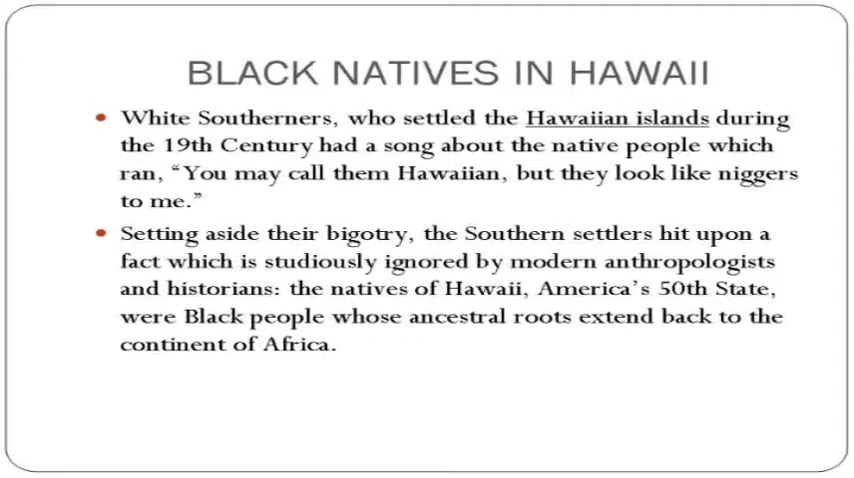 BLACK NATIVES IN HAWAII
• White Southerners, who settled the Hawaiian islands during
the 19th Century had a song about the native people which
ran, “You may call them Hawaiian, but they look like niggers
to me.”
• Setting aside their bigotry, the Southern settlers hit upon a
fact which is studiously ignored by modern anthropologists
and historians: the natives of Hawaii, America’s 50th State,
were Black people whose ancestral roots extend back to the
continent of Africa.